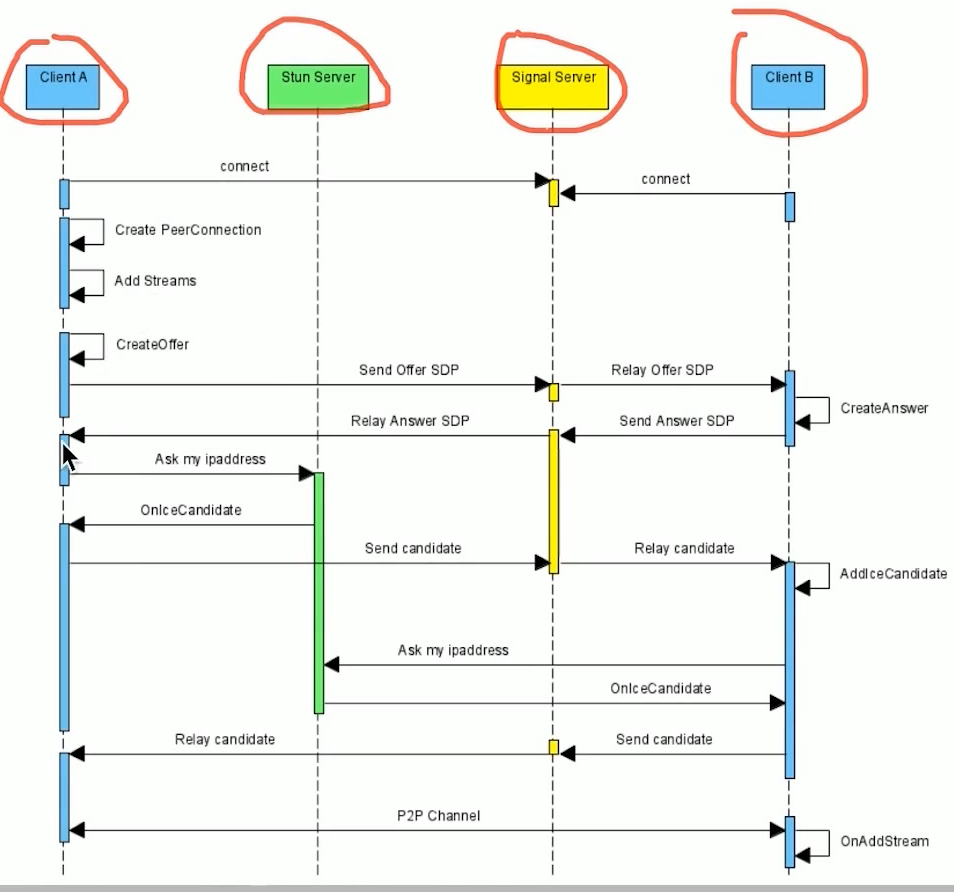 Client A
Stun Server
Signal Server
Client B
connect
connect
Create PeerConnection
Add Streams
CreateOffer
Send Offer SDP
Relay Offer SDP
CreateAnswer
Relay Answer SDP
Send Answer SDP
Ask my ipaddress
OnIceCandidate
Send candidate
Relay candidate
AddIceCandidate
Ask my ipaddress
OnIceCandidate
Relay candidate
Send candidate
P2P Channel
OnAddStream